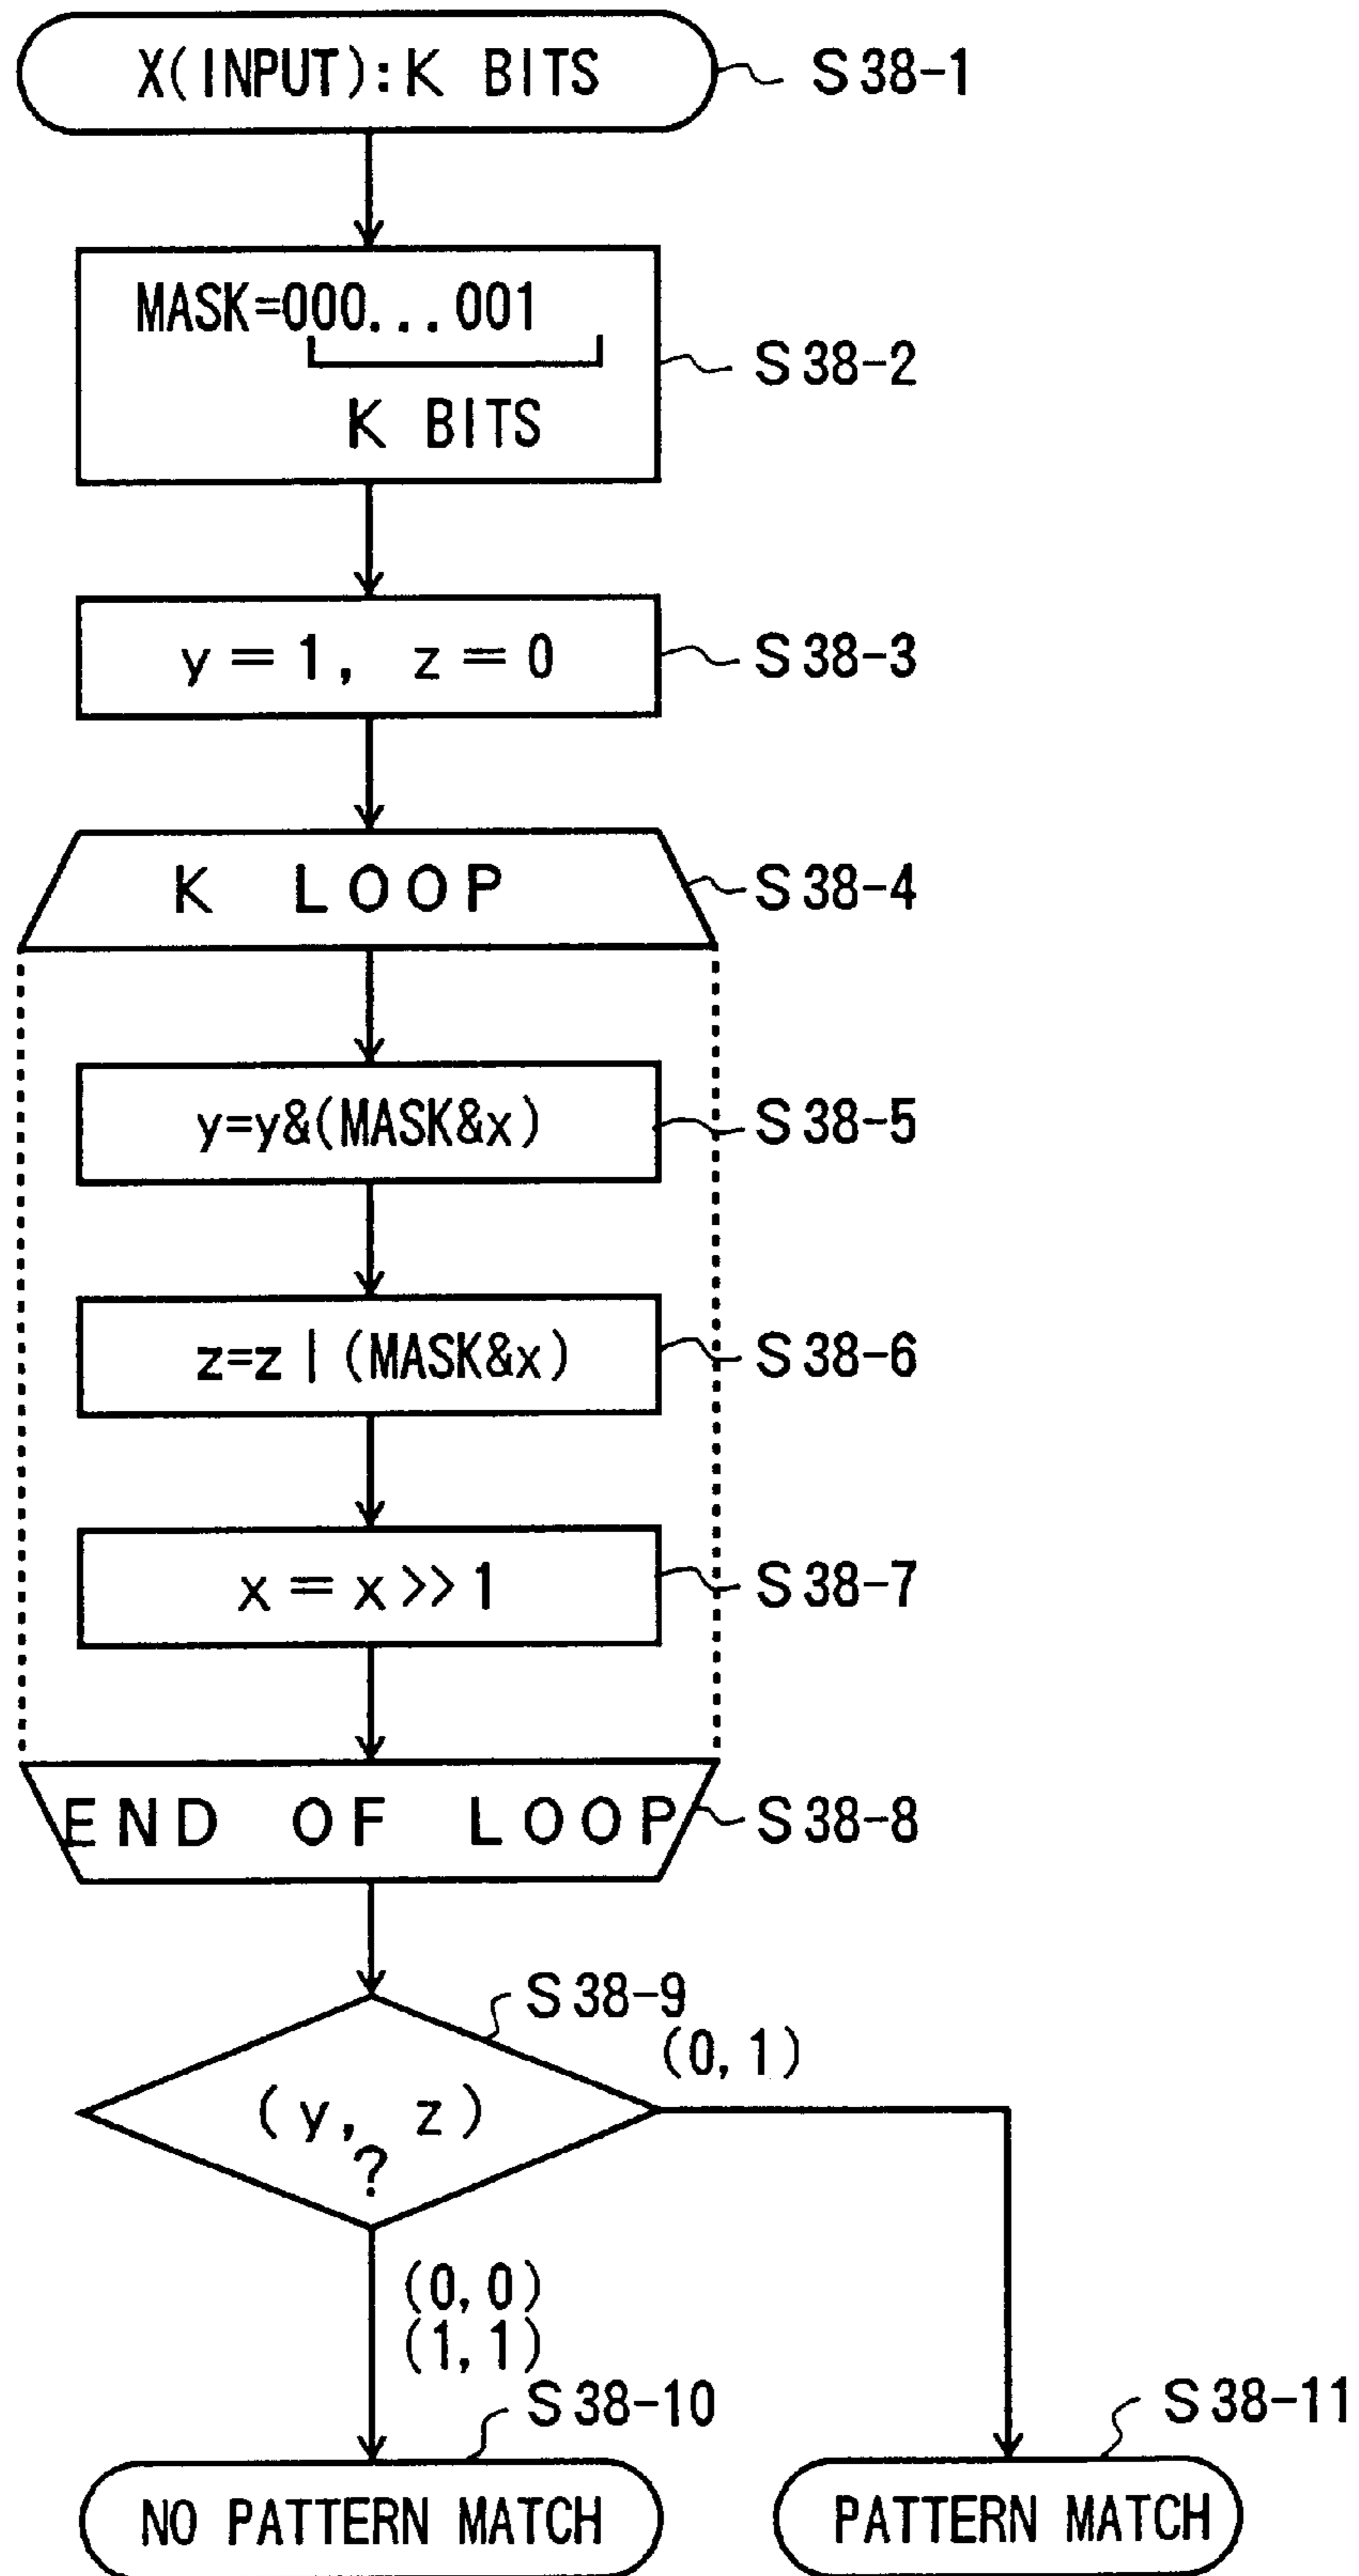 X(INPUT):K BITS
S38-1
MASK=000...001
S38-2
K BITS
y=1, z=0
S38-3
K LOOP
S38-4
y=y&(MASK&x)
S38-5
z=z|(MASK&x)
S38-6
x=x>>1
S38-7
END OF LOOP
S38-8
S38-9
(0,1)
(y, z)
?
(0,0)
(1,1)
S38-10
S38-11
NO PATTERN MATCH
PATTERN MATCH